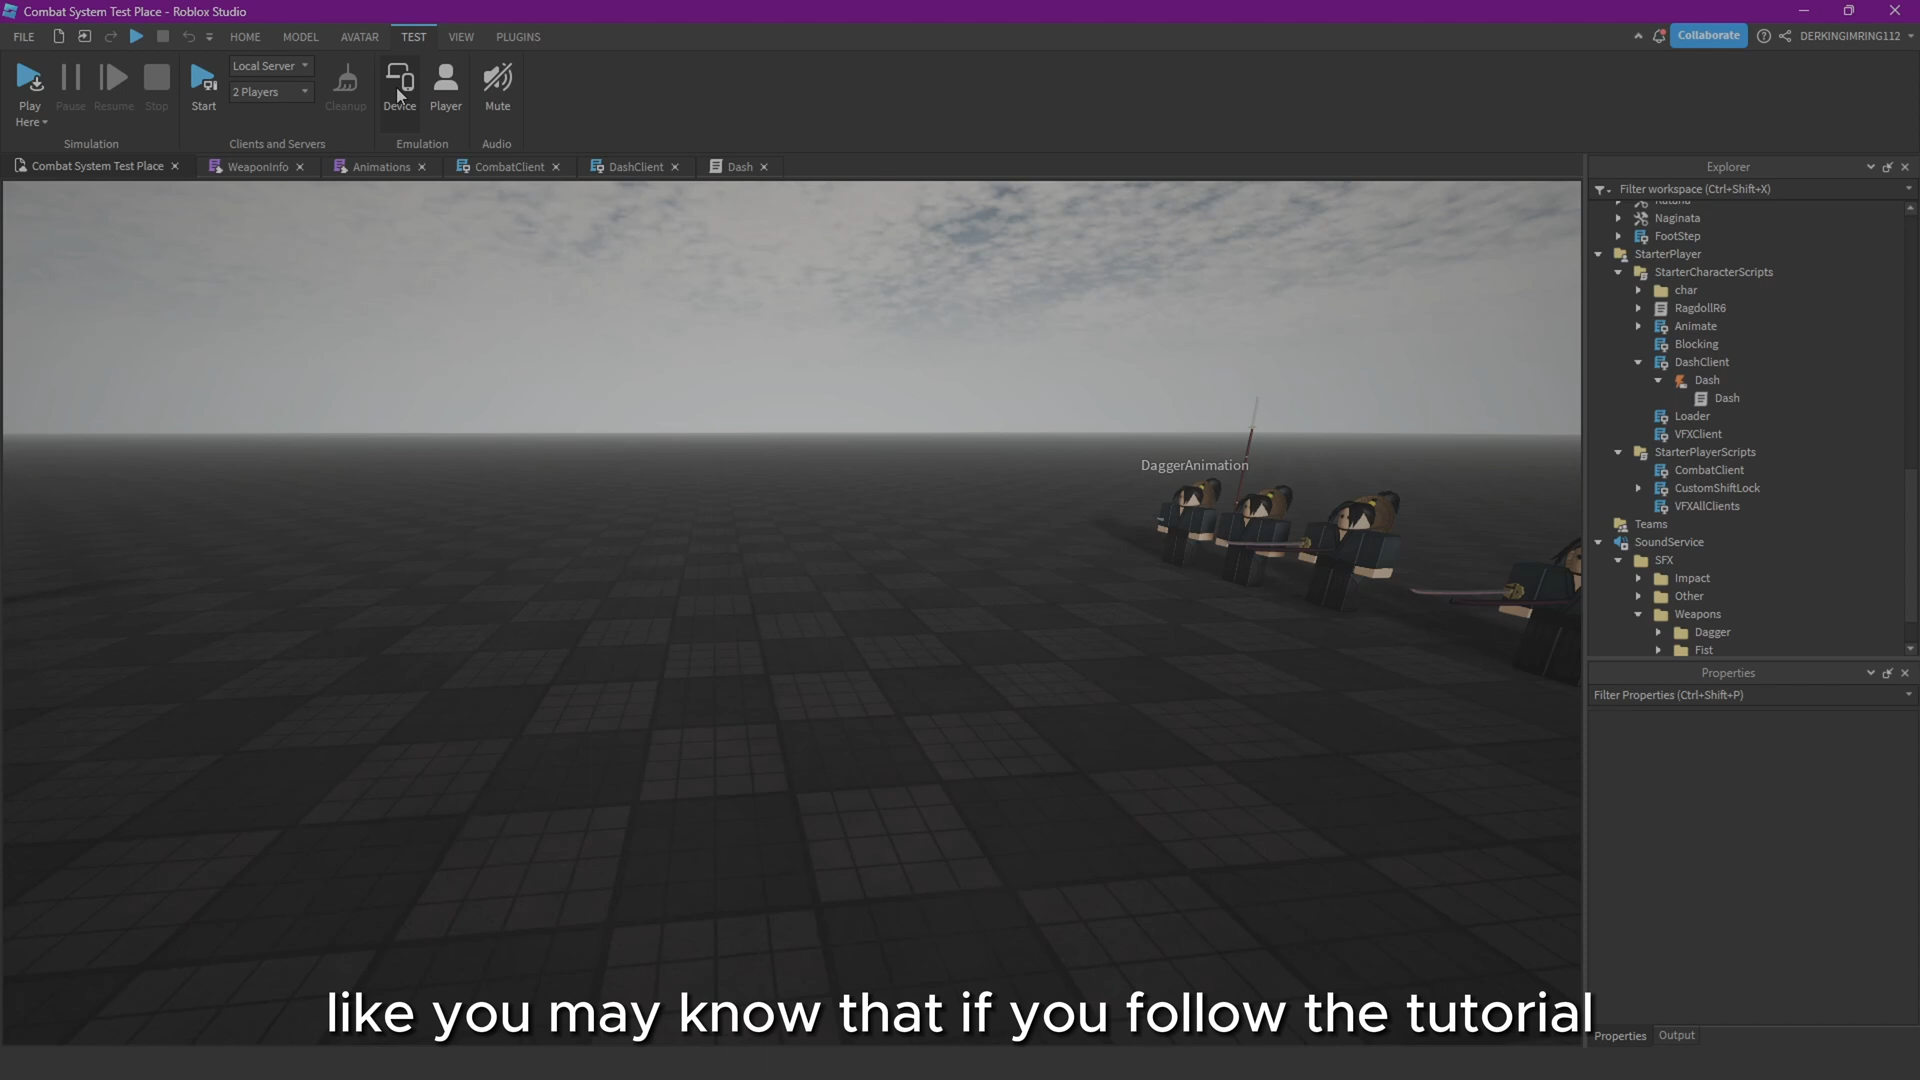 Combat System Test Place - Roblox Studio
FILE HOME MODEL AVATAR TEST VIEW PLUGINS Collaborate DERKINGIMRING112
Local Server
2 Players
Play Here
Pause
Resume
Stop
Start
Cleanup
Device
Player
Mute
Simulation
Clients and Servers
Emulation
Audio
Combat System Test Place
WeaponInfo
Animations
CombatClient
DashClient
Dash
DaggerAnimation
like you may know that if you follow the tutorial
Explorer
Filter workspace (Ctrl+Shift+X)
Naginata
FootStep
StarterPlayer
StarterCharacterScripts
char
RagdollR6
Animate
Blocking
DashClient
Dash
Dash
Loader
VFXClient
StarterPlayerScripts
CombatClient
CustomShiftLock
VFXAllClients
Teams
SoundService
SFX
Impact
Other
Weapons
Dagger
Fist
Properties
Filter Properties (Ctrl+Shift+P)
Properties
Output